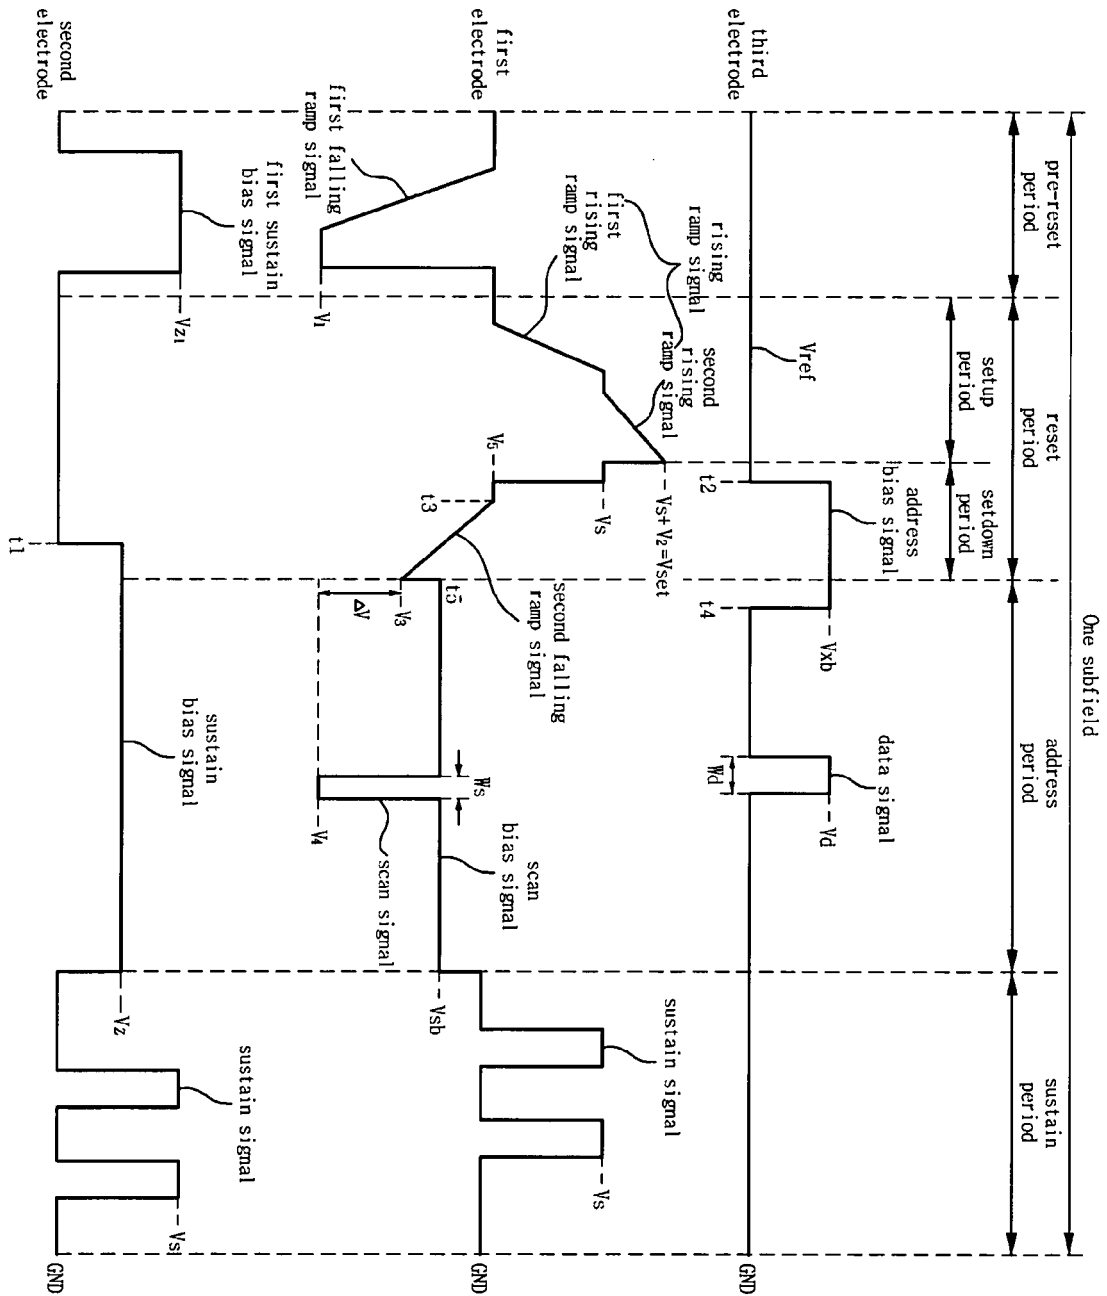 One subfield
pre-reset
period
reset
period
address
period
sustain
period
setup
period
setdown
period
third
electrode
Vref
t2
address
bias signal
t4
Vxb
data signal
Wd
Vd
GND
first
electrode
first falling
ramp signal
V1
rising
ramp signal
first
rising
ramp signal
second
rising
ramp signal
Vs+V2=Vset
Vs
V5
t3
t5
second falling
ramp signal
V3
ΔV
V4
Ws
scan signal
scan
bias signal
Vsb
sustain signal
Vs
GND
second
electrode
first sustain
bias signal
Vz1
t1
sustain
bias signal
Vz
sustain signal
Vs
GND